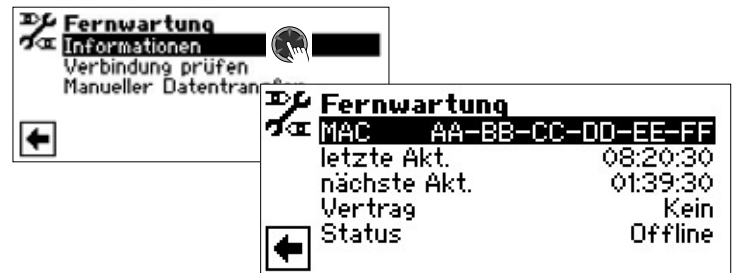 Fernwartung
Informationen
Verbindung prüfen
Manueller
Fernwartung
MAC AA-BB-CC-DD-EE-FF
letzte Akt. 08:20:30
nächste Akt. 01:39:30
Vertrag Kein
Status Offline